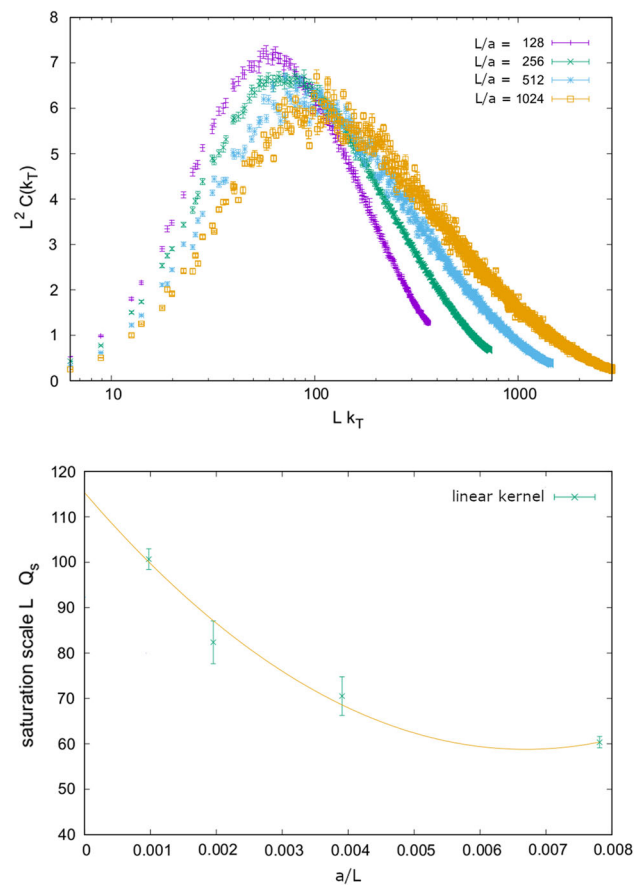 8
7
6
5
4
3
2
1
0
L² C(k_T)
L/a = 128
L/a = 256
L/a = 512
L/a = 1024
10 100 1000
L k_T
120
110
100
90
80
70
60
50
40
saturation scale L Q_s
linear kernel
0 0.001 0.002 0.003 0.004 0.005 0.006 0.007 0.008
a/L